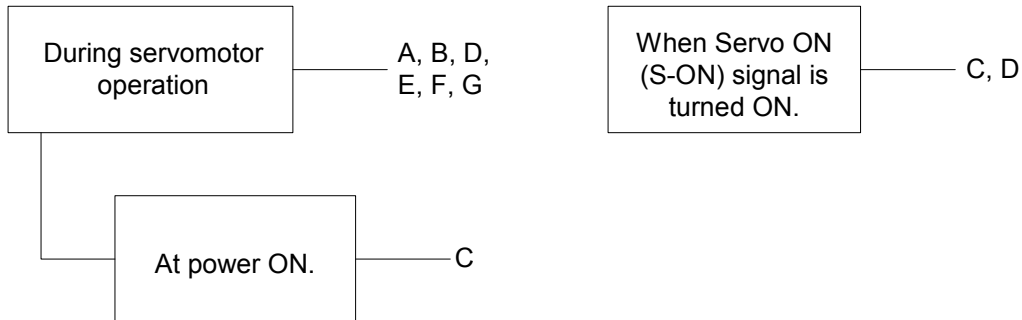 During servomotor
operation
A, B, D,
E, F, G
At power ON.
C
When Servo ON
(S-ON) signal is
turned ON.
C, D